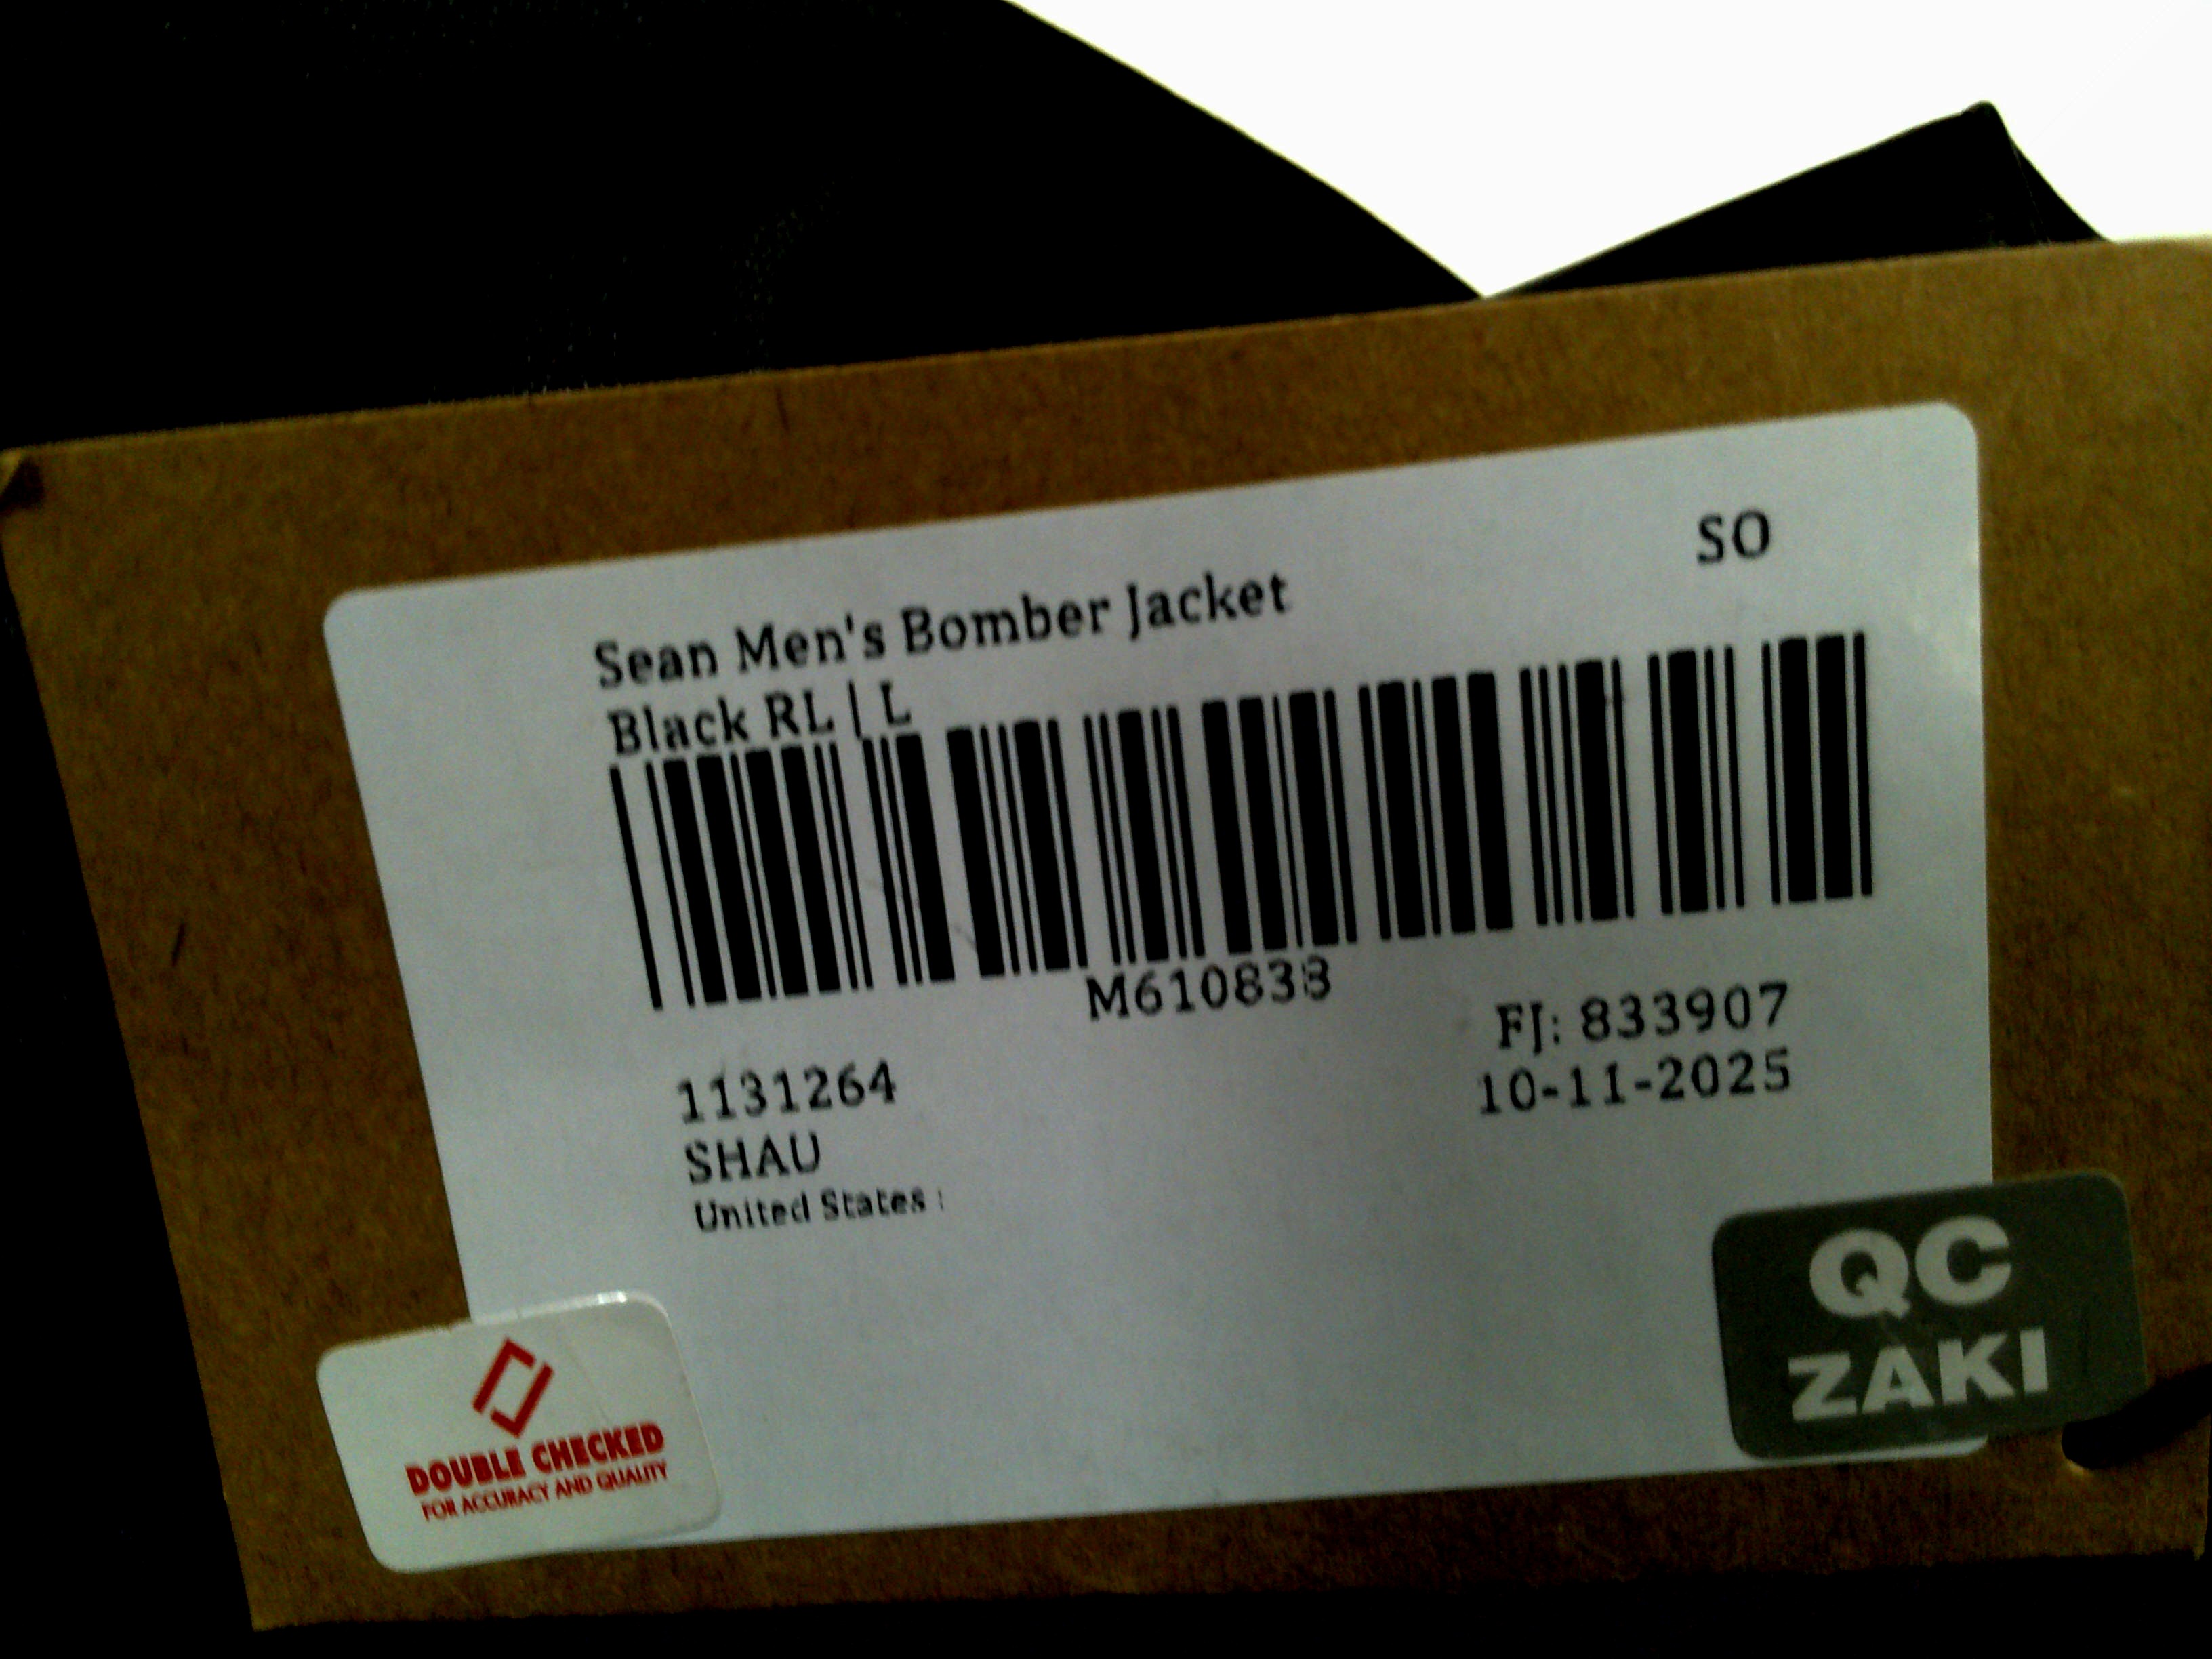 SO
Sean Men's Bomber Jacket
Black RL | L
M610838
FJ: 833907
10-11-2025
1131264
SHAU
United States :
QC
ZAKI
DOUBLE CHECKED
FOR ACCURACY AND QUALITY